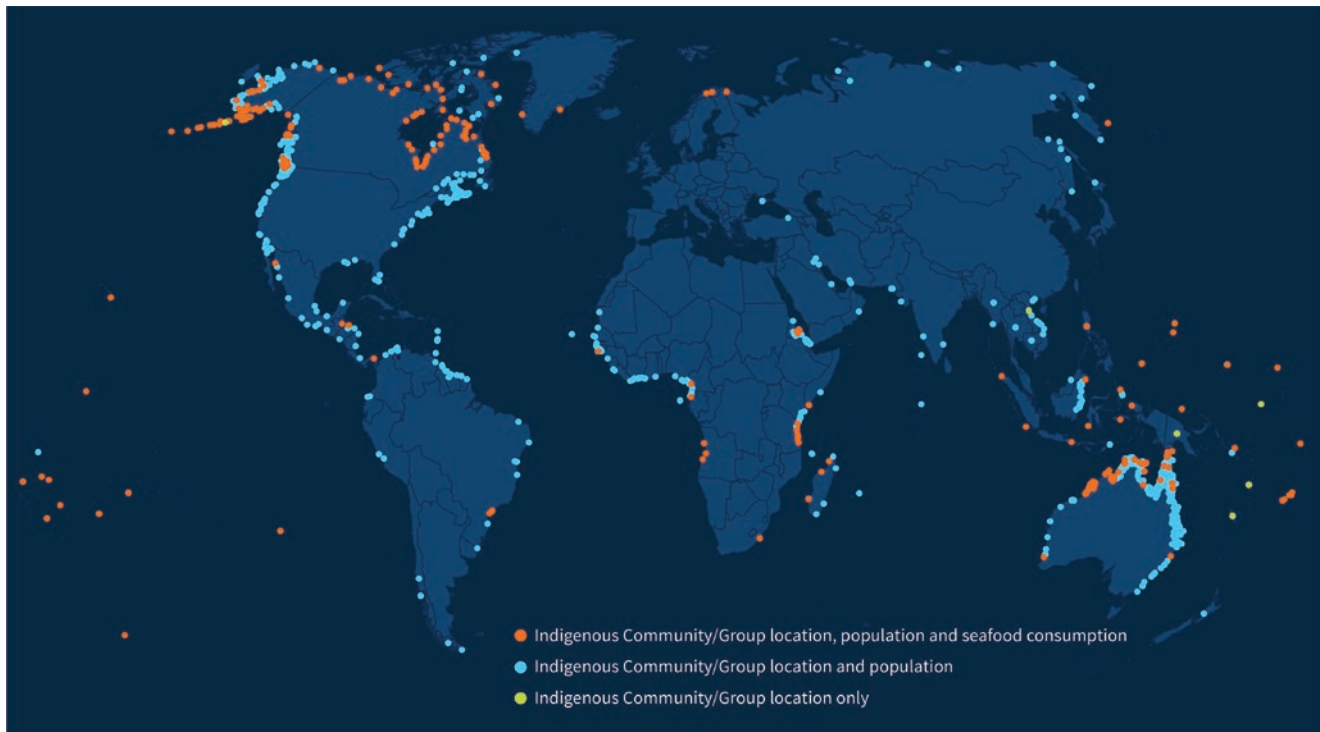 Indigenous Community/Group location, population and seafood consumption
Indigenous Community/Group location and population
Indigenous Community/Group location only